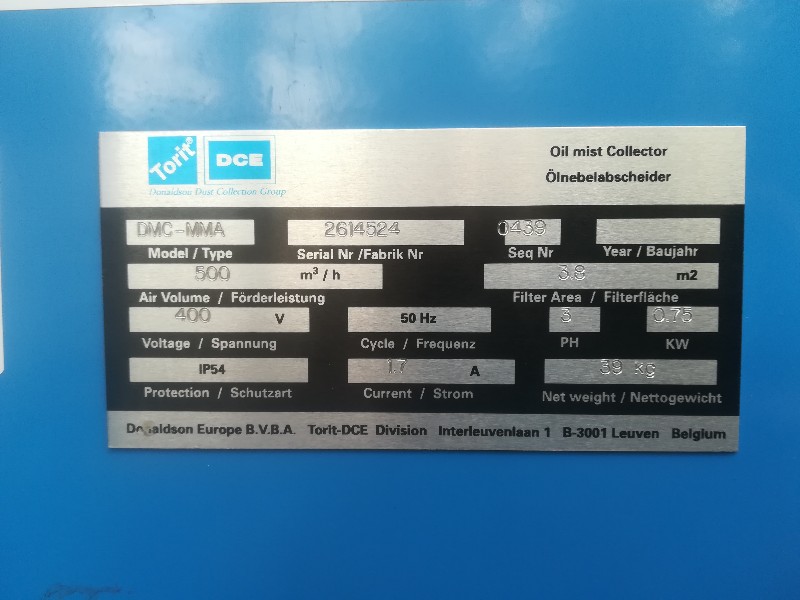 Torit® DCE
Donaldson Dust Collection Group
Oil mist Collector
Ölnebelabscheider
DMC-MMA 2614524 0439
Model / Type Serial Nr /Fabrik Nr Seq Nr Year / Baujahr
500 m³ / h 3.8 m2
Air Volume / Förderleistung Filter Area / Filterfläche
400 V 50 Hz 3 0.75
Voltage / Spannung Cycle / Frequenz PH KW
IP54 1.7 A 39 KG
Protection / Schutzart Current / Strom Net weight / Nettogewicht
Donaldson Europe B.V.B.A. Torit-DCE Division Interleuvenlaan 1 B-3001 Leuven Belgium